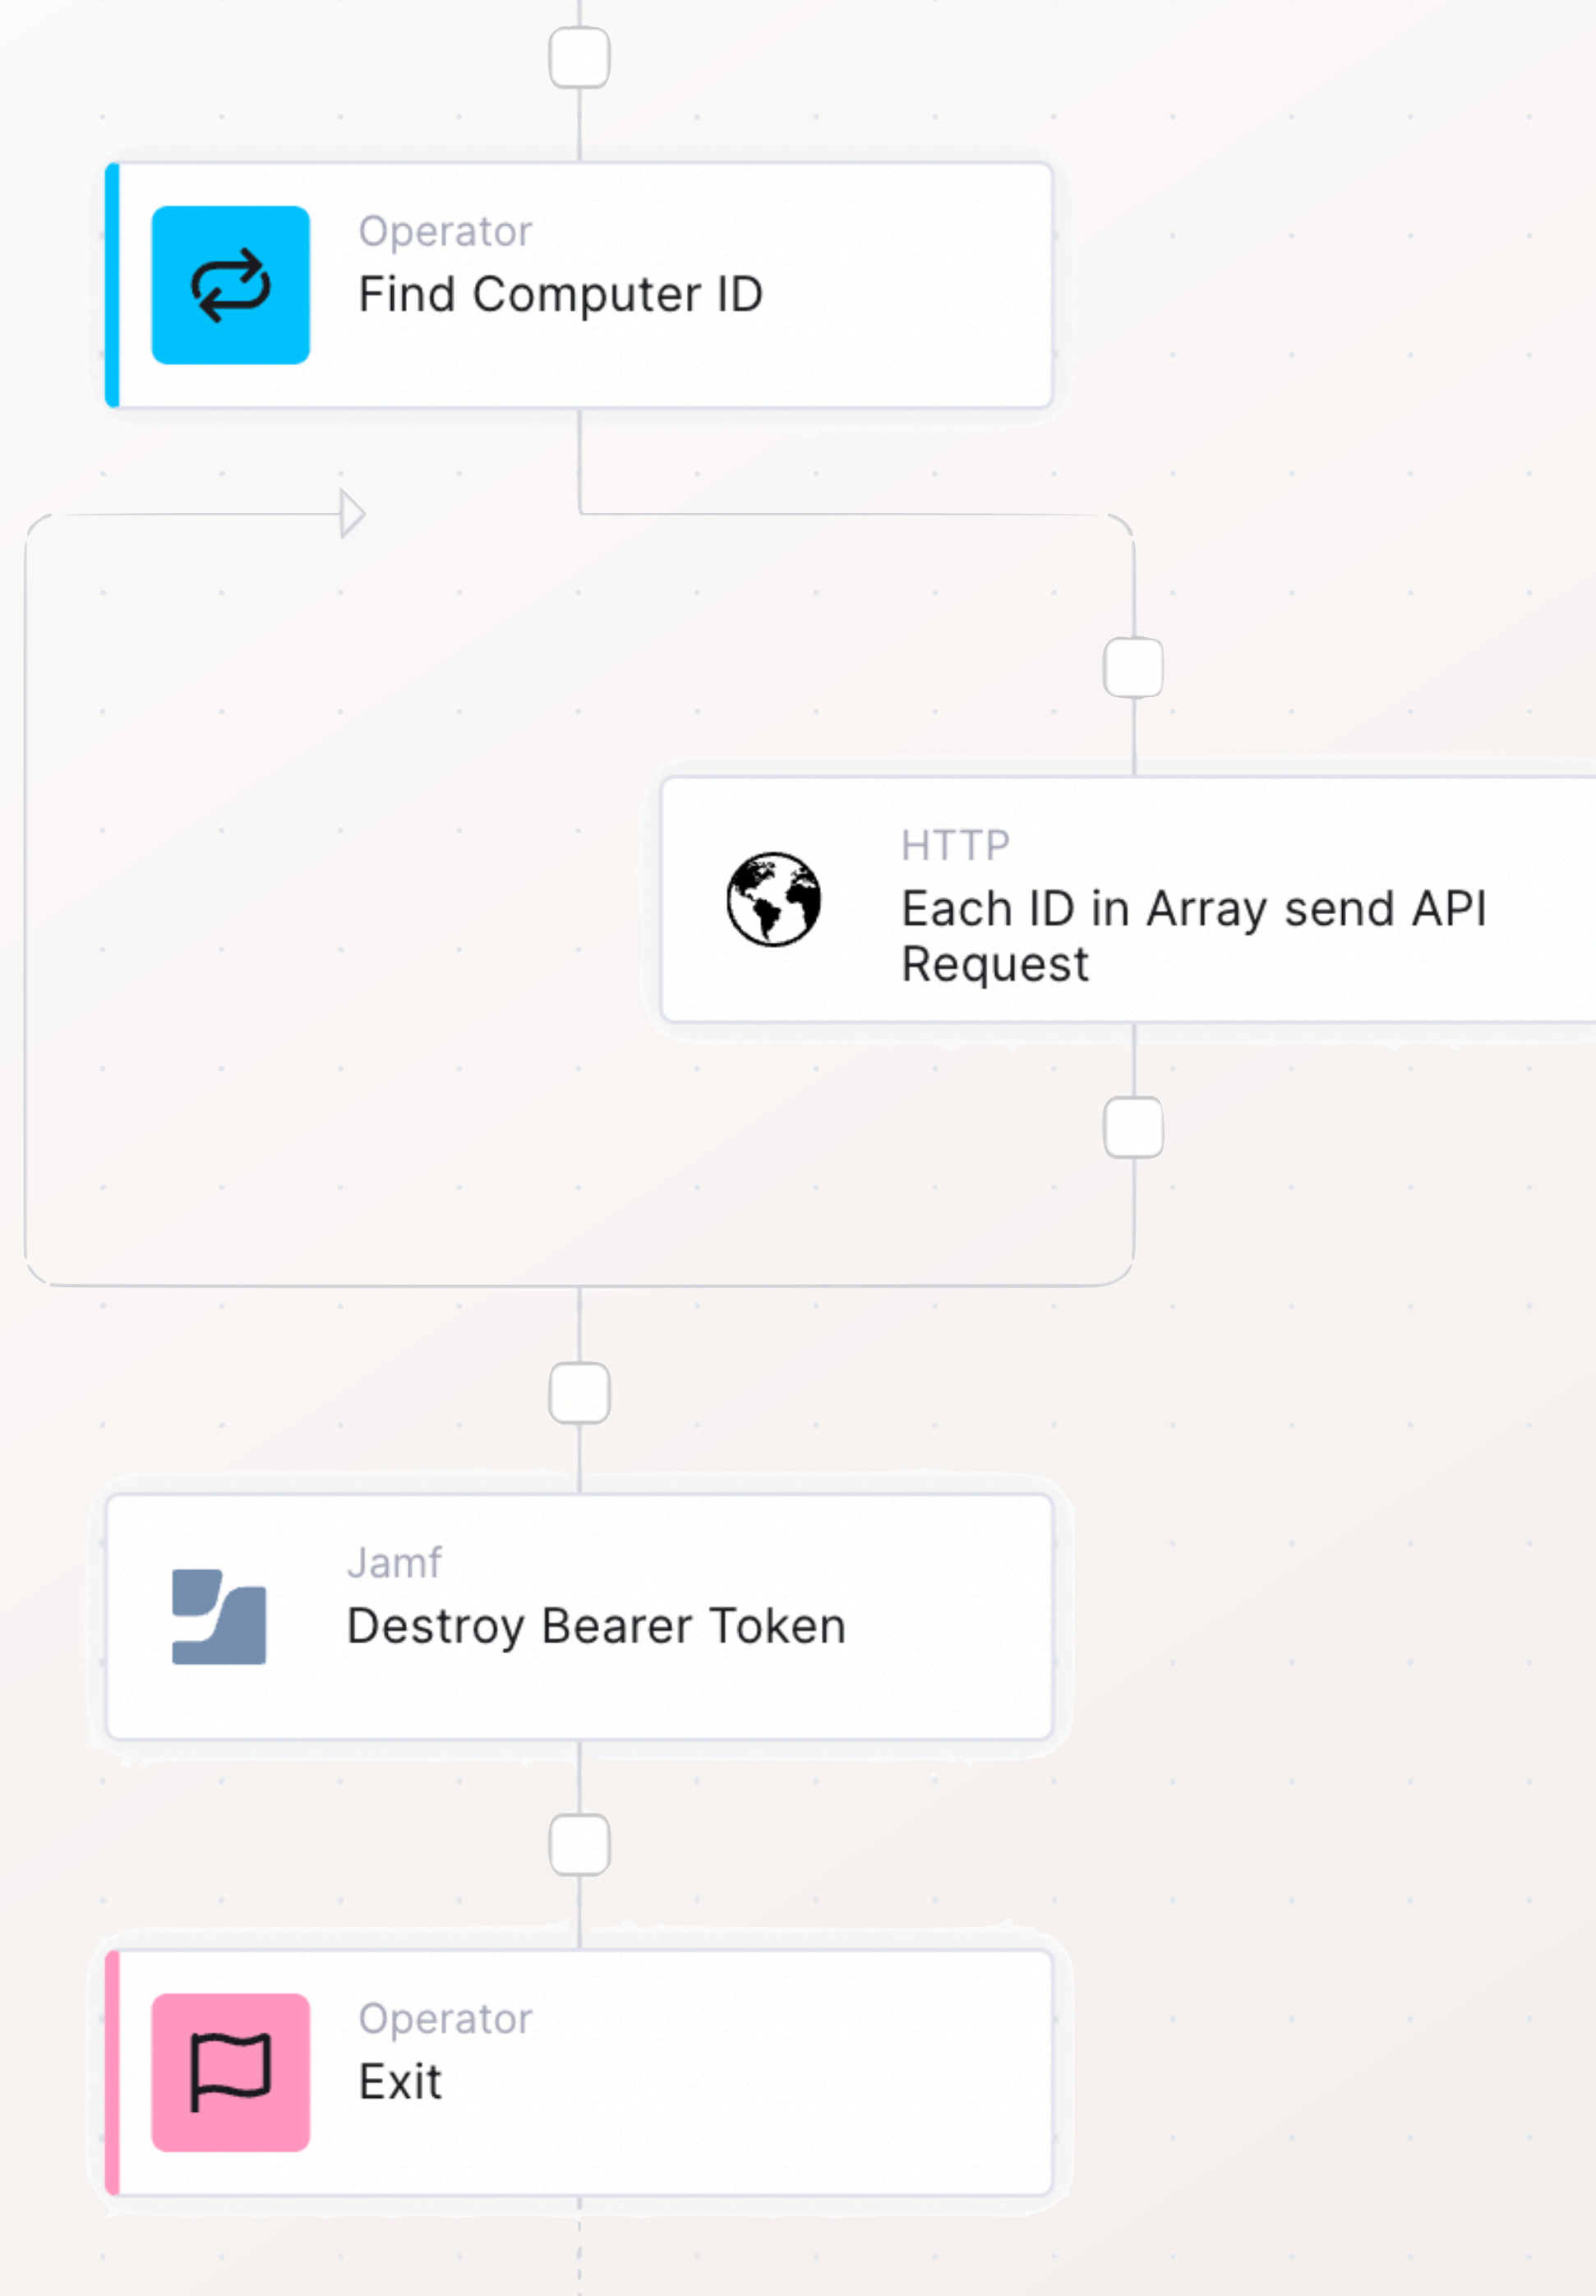 Operator
Find Computer ID
HTTP
Each ID in Array send API
Request
Jamf
Destroy Bearer Token
Operator
Exit